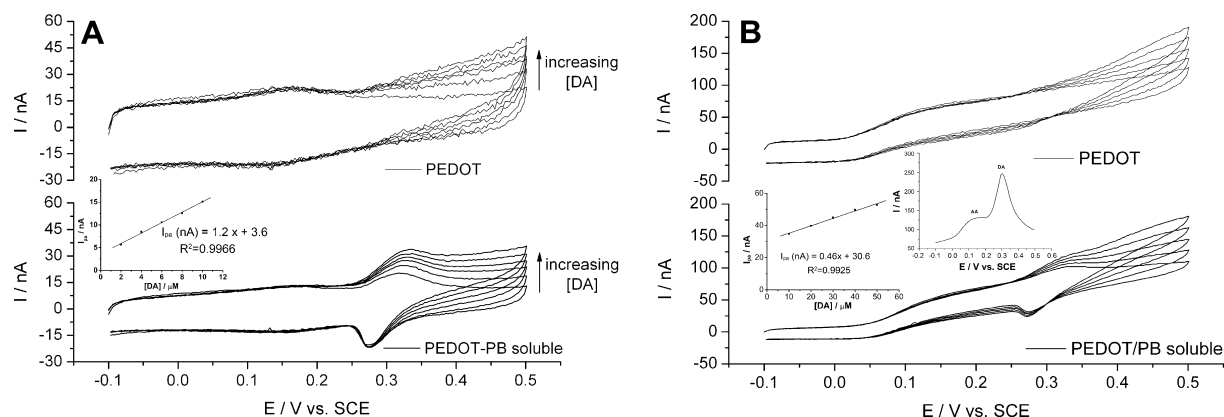 A
60
45
30
15
0
-15
-30
I / nA
increasing
[DA]
PEDOT
20
15
10
5
0
I pa / nA
Ipa (nA) = 1.2 x + 3.6
R²=0.9966
0 2 4 6 8 10 12
[DA] / µM
60
45
30
15
0
-15
-30
I / nA
increasing
[DA]
PEDOT-PB soluble
-0.1 0.0 0.1 0.2 0.3 0.4 0.5
E / V vs. SCE
B
200
150
100
50
0
-50
I / nA
PEDOT
60
40
20
0
Ipa / nA
Ipa (nA) = 0.46x + 30.6
R²=0.9925
0 10 20 30 40 50 60
[DA] / µM
300
250
200
150
100
50
I / nA
AA
DA
-0.1 0.0 0.1 0.2 0.3 0.4 0.5 0.6
E / V vs. SCE
200
150
100
50
0
-50
I / nA
PEDOT/PB soluble
-0.1 0.0 0.1 0.2 0.3 0.4 0.5
E / V vs. SCE